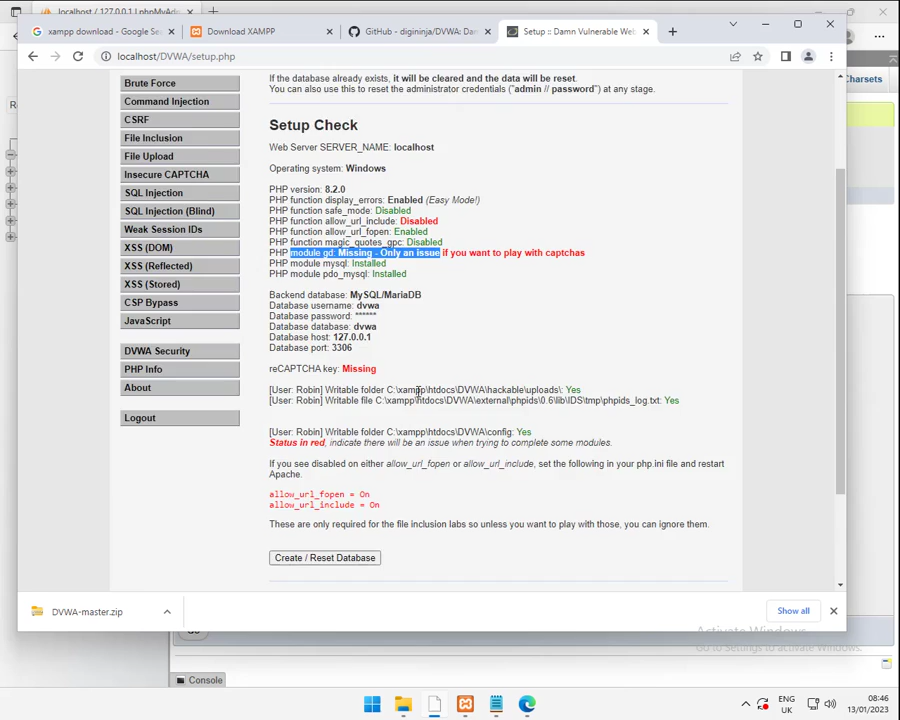 localhost / 127.0.0.1 | phpMyAd
xampp download - Google Se
Download XAMPP
GitHub - digininja/DVWA: Dam
Setup :: Damn Vulnerable Web
localhost/DVWA/setup.php
Charsets
Brute Force
Command Injection
CSRF
File Inclusion
File Upload
Insecure CAPTCHA
SQL Injection
SQL Injection (Blind)
Weak Session IDs
XSS (DOM)
XSS (Reflected)
XSS (Stored)
CSP Bypass
JavaScript
DVWA Security
PHP Info
About
Logout
If the database already exists, it will be cleared and the data will be reset.
You can also use this to reset the administrator credentials ("admin // password") at any stage.
Setup Check
Web Server SERVER_NAME: localhost
Operating system: Windows
PHP version: 8.2.0
PHP function display_errors: Enabled (Easy Mode!)
PHP function safe_mode: Disabled
PHP function allow_url_include: Disabled
PHP function allow_url_fopen: Enabled
PHP function magic_quotes_gpc: Disabled
PHP module gd: Missing - Only an issue if you want to play with captchas
PHP module mysql: Installed
PHP module pdo_mysql: Installed
Backend database: MySQL/MariaDB
Database username: dvwa
Database password: ******
Database database: dvwa
Database host: 127.0.0.1
Database port: 3306
reCAPTCHA key: Missing
[User: Robin] Writable folder C:\xampp\htdocs\DVWA\hackable\uploads\: Yes
[User: Robin] Writable file C:\xampp\htdocs\DVWA\external\phpids\0.6\lib\IDS\tmp\phpids_log.txt: Yes
[User: Robin] Writable folder C:\xampp\htdocs\DVWA\config: Yes
Status in red, indicate there will be an issue when trying to complete some modules.
If you see disabled on either allow_url_fopen or allow_url_include, set the following in your php.ini file and restart
Apache.
allow_url_fopen = On
allow_url_include = On
These are only required for the file inclusion labs so unless you want to play with those, you can ignore them.
Create / Reset Database
DVWA-master.zip
Show all
Activate Windows
Go to Settings to activate Windows.
Console
ENG
UK
08:46
13/01/2023